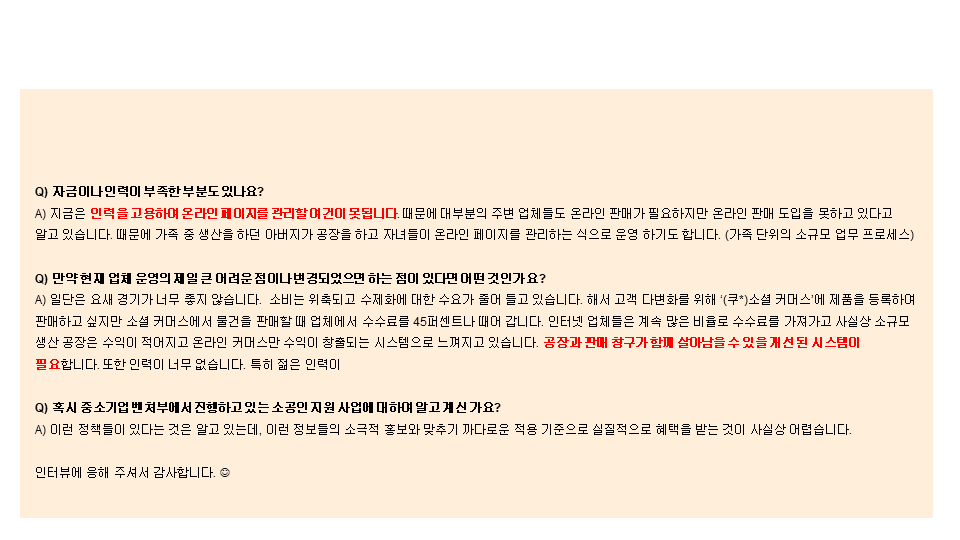 Q) 자금이나 인력이 부족한 부분도 있나요?
A) 지금은 인력을 고용하여 온라인 페이지를 관리할 여건이 못됩니다. 때문에 대부분의 주변 업체들도 온라인 판매가 필요하지만 온라인 판매 도입을 못하고 있다고
알고 있습니다. 때문에 가족 중 생산을 하던 아버지가 공장을 하고 자녀들이 온라인 페이지를 관리하는 식으로 운영 하기도 합니다. (가족 단위의 소규모 업무 프로세스)
Q) 만약 현재 업체 운영의 제일 큰 어려운 점이나 변경되었으면 하는 점이 있다면 어떤 것인가요?
A) 일단은 요새 경기가 너무 좋지 않습니다. 소비는 위축되고 수제화에 대한 수요가 줄어 들고 있습니다. 해서 고객 다변화를 위해 ‘(쿠*)소셜 커머스’에 제품을 등록하여
판매하고 싶지만 소셜 커머스에서 물건을 판매할 때 업체에서 수수료를 45퍼센트나 떼어 갑니다. 인터넷 업체들은 계속 많은 비율로 수수료를 가져가고 사실상 소규모
생산 공장은 수익이 적어지고 온라인 커머스만 수익이 창출되는 시스템으로 느껴지고 있습니다. 공장과 판매 창구가 함께 살아남을 수 있을 개선 된 시스템이
필요합니다. 또한 인력이 너무 없습니다. 특히 젊은 인력이
Q) 혹시 중소기업벤처부에서 진행하고 있는 소공인 지원 사업에 대하여 알고 계신 가요?
A) 이런 정책들이 있다는 것은 알고 있는데, 이런 정보들의 소극적 홍보와 맞추기 까다로운 적용 기준으로 실질적으로 혜택을 받는 것이 사실상 어렵습니다.
인터뷰에 응해 주셔서 감사합니다. ☺